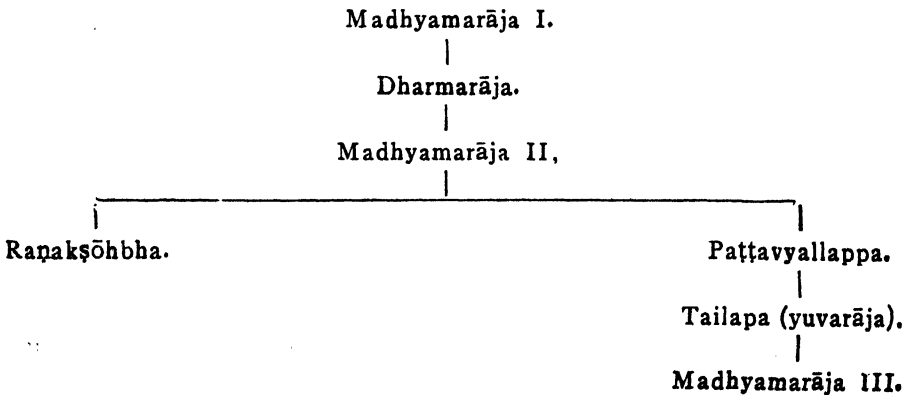 Madhyamarāja I.
Dharmarāja.
Madhyamarāja II,
Raṇakṣōhbha. Paṭṭavyallappa.
Tailapa (yuvarāja).
Madhyamarāja III.